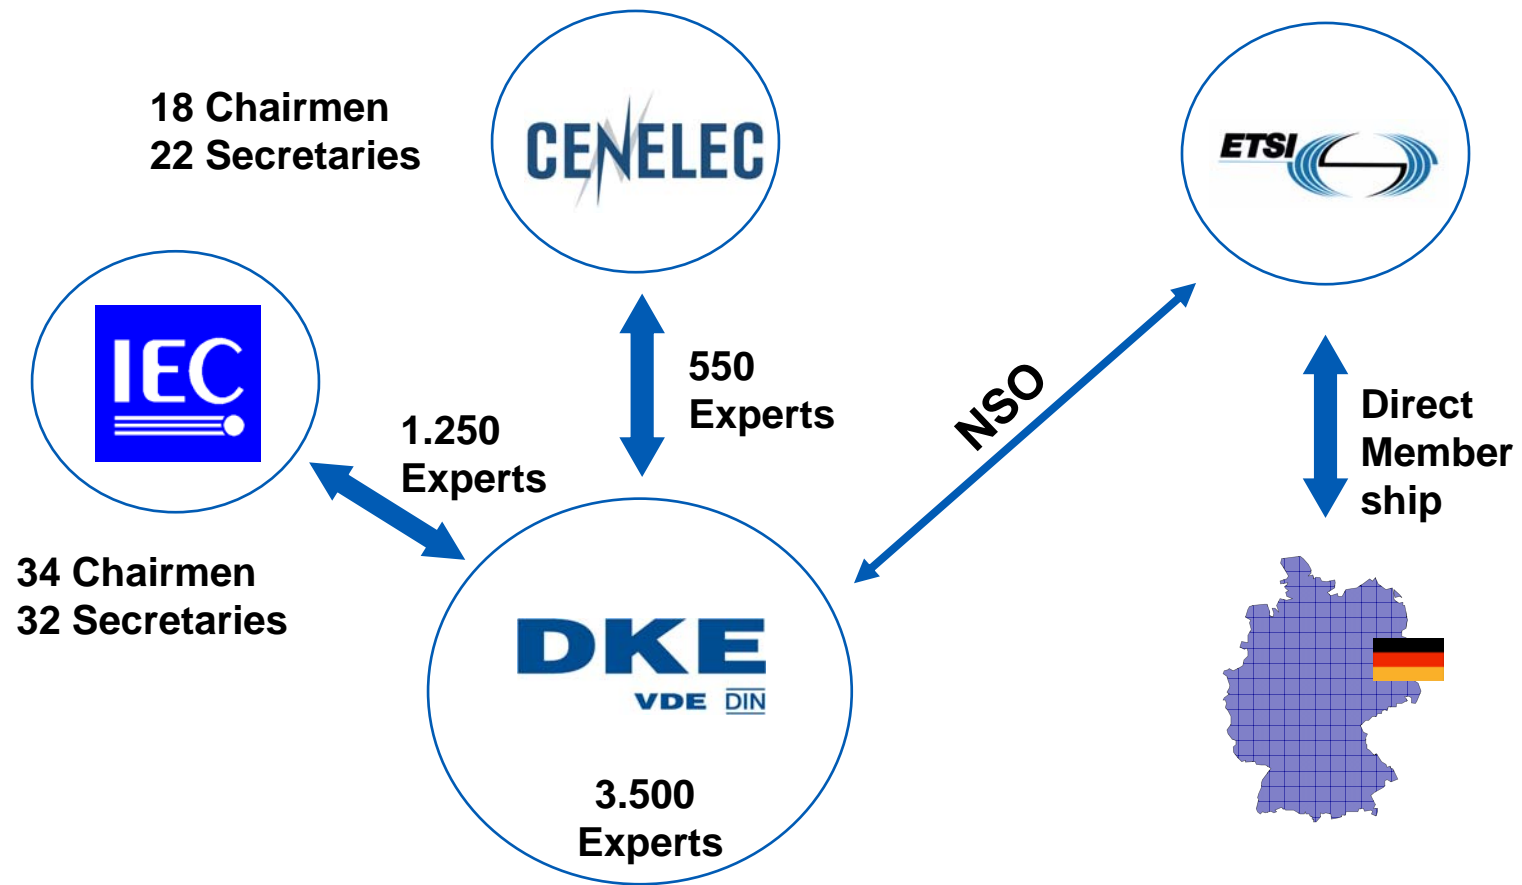 18 Chairmen
22 Secretaries
CENELEC
ETSI
IEC
1.250
Experts
550
Experts
NSO
Direct
Member
ship
34 Chairmen
32 Secretaries
DKE
VDE DIN
3.500
Experts